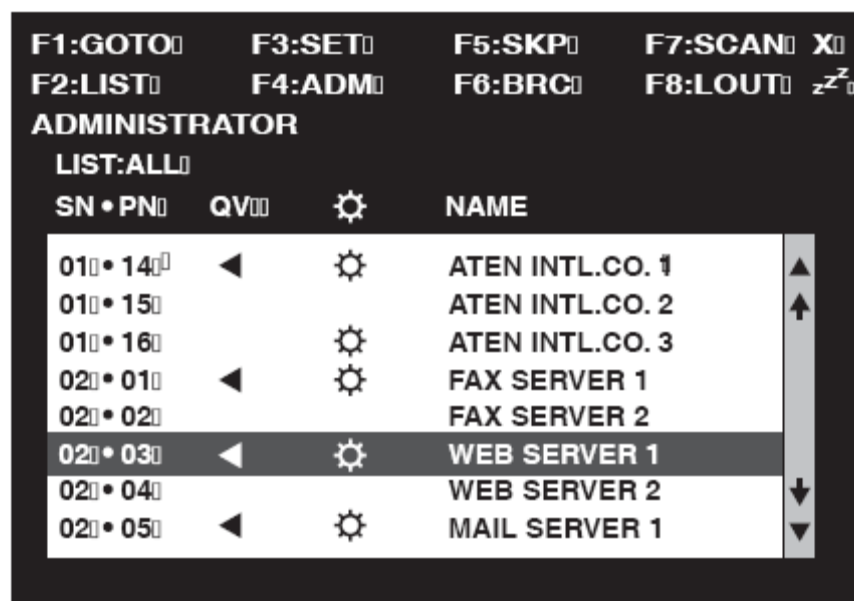 F1:GOTO F3:SET F5:SKP F7:SCAN X
F2:LIST F4:ADM F6:BRC F8:LOUT zzz
ADMINISTRATOR
LIST:ALL
SN • PN QV NAME
01 • 14 ATEN INTL.CO. 1
01 • 15 ATEN INTL.CO. 2
01 • 16 ATEN INTL.CO. 3
02 • 01 FAX SERVER 1
02 • 02 FAX SERVER 2
02 • 03 WEB SERVER 1
02 • 04 WEB SERVER 2
02 • 05 MAIL SERVER 1